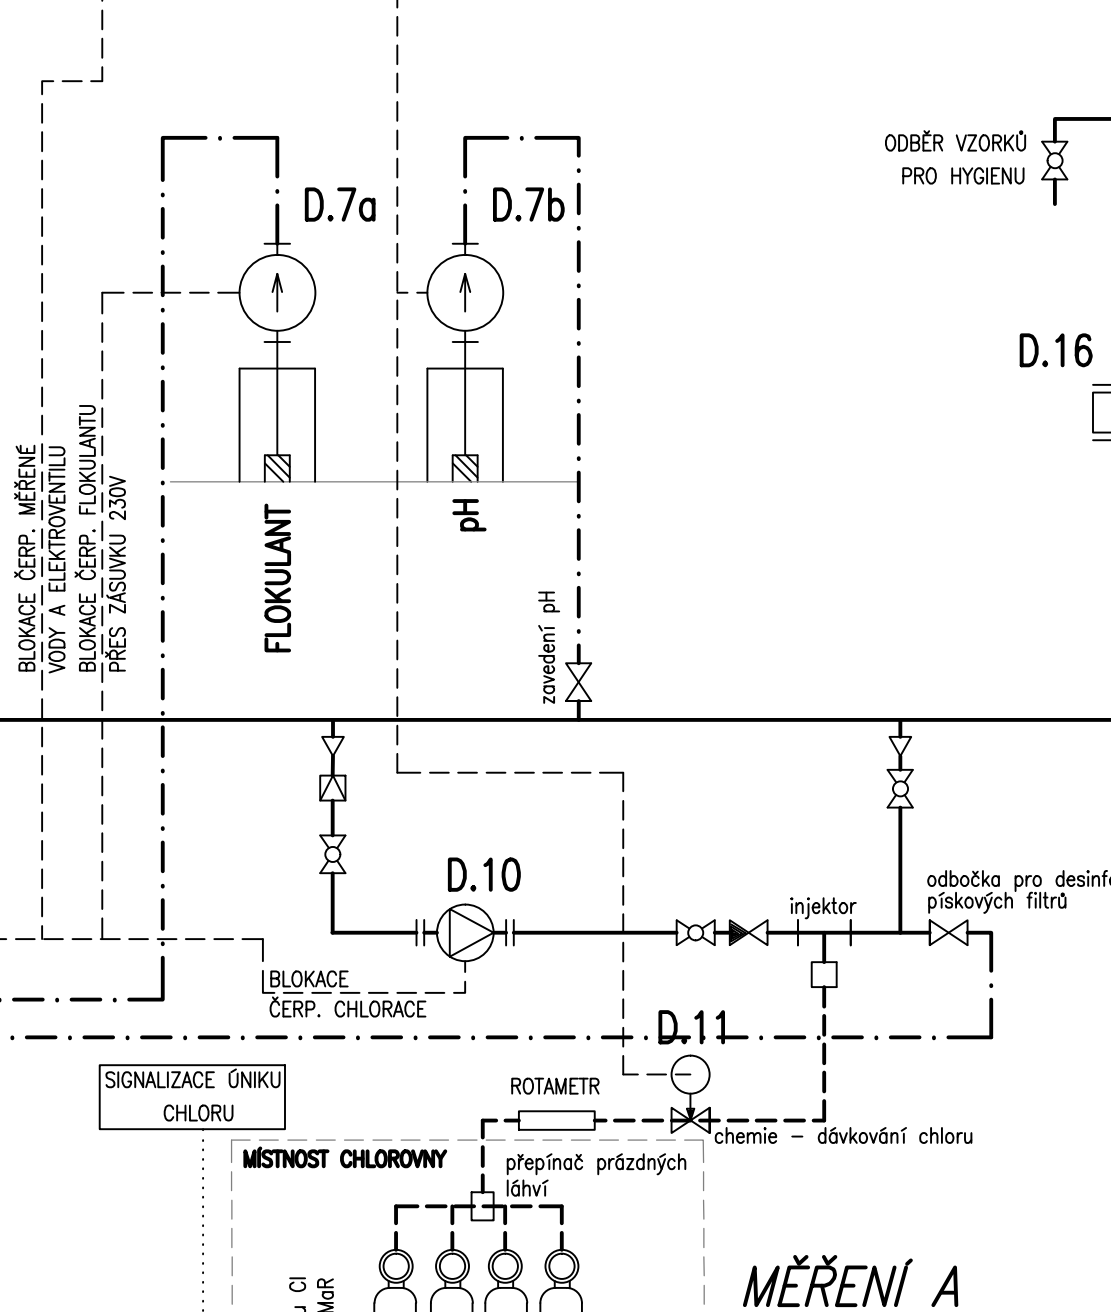 ODBĚR VZORKŮ
PRO HYGIENU
D.7a
D.7b
D.16
BLOKACE ČERP. MĚŘENÉ
VODY A ELEKTROVENTILU
BLOKACE ČERP. FLOKULANTU
PŘES ZÁSUVKU 230V
FLOKULANT
pH
zavedení pH
D.10
injektor
odbočka pro desinf
pískových filtrů
BLOKACE
ČERP. CHLORACE
D.11
SIGNALIZACE ÚNIKU
CHLORU
ROTAMETR
chemie – dávkování chloru
MÍSTNOST CHLOROVNY
přepínač prázdných
láhví
u Cl
MaR
MĚŘENÍ A